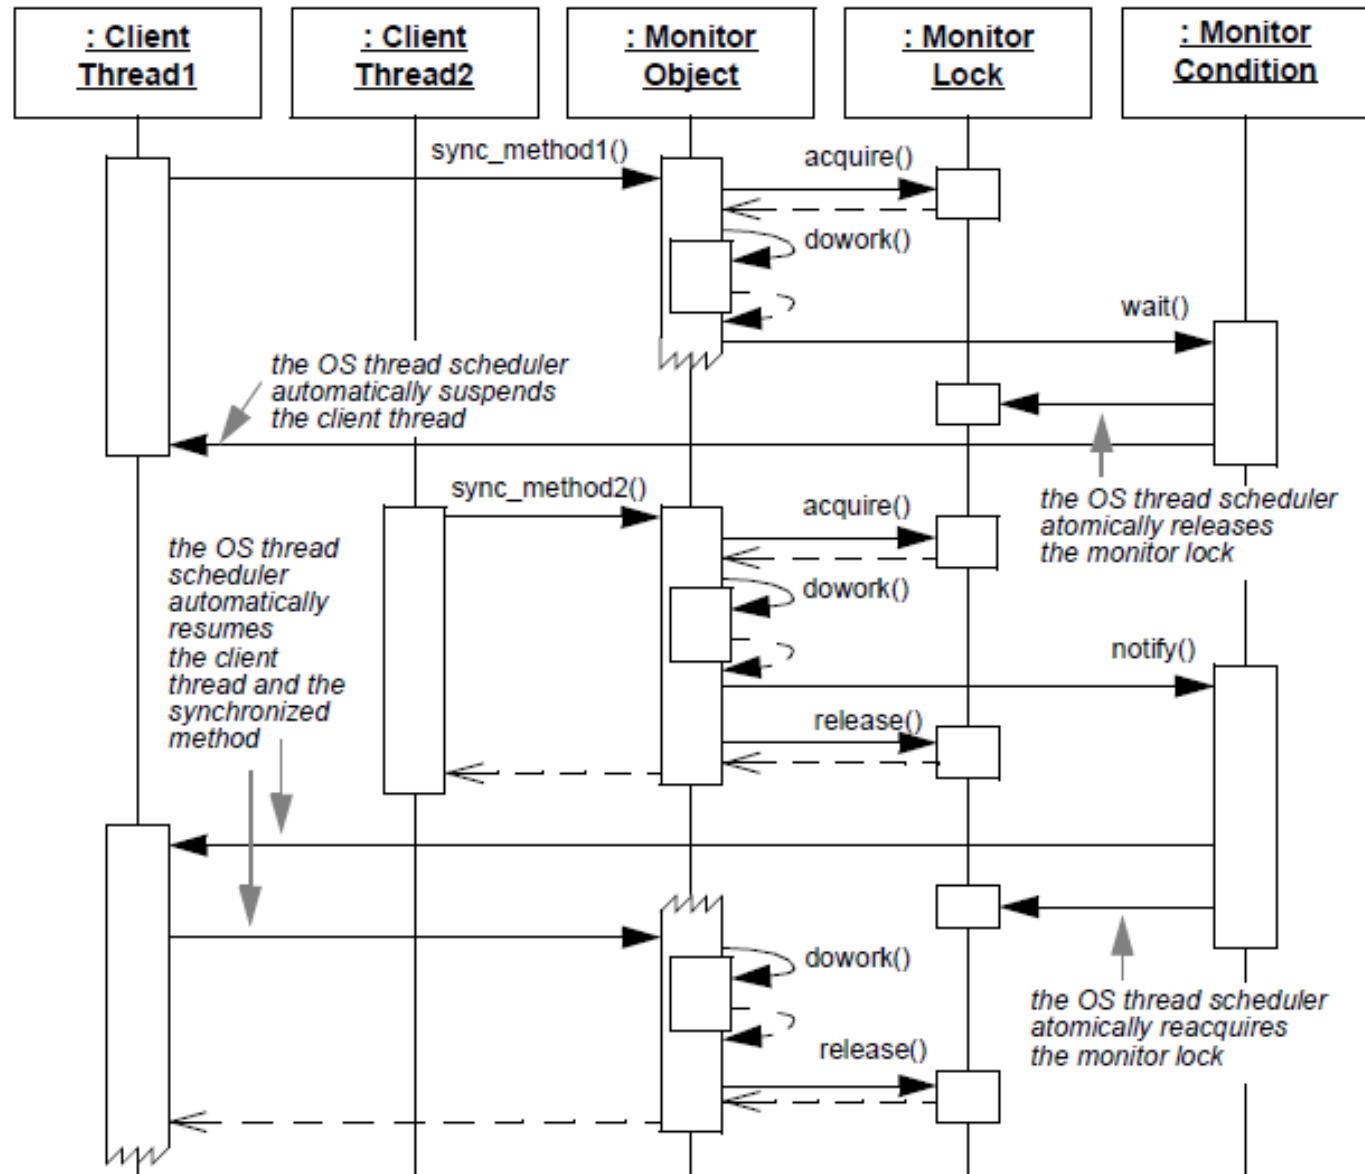 : Client
Thread1
: Client
Thread2
: Monitor
Object
: Monitor
Lock
: Monitor
Condition
sync_method1()
acquire()
dowork()
wait()
the OS thread scheduler
automatically suspends
the client thread
sync_method2()
acquire()
the OS thread scheduler
atomically releases
the monitor lock
the OS thread
scheduler
automatically
resumes
the client
thread and the
synchronized
method
dowork()
notify()
release()
dowork()
the OS thread scheduler
atomically reacquires
the monitor lock
release()